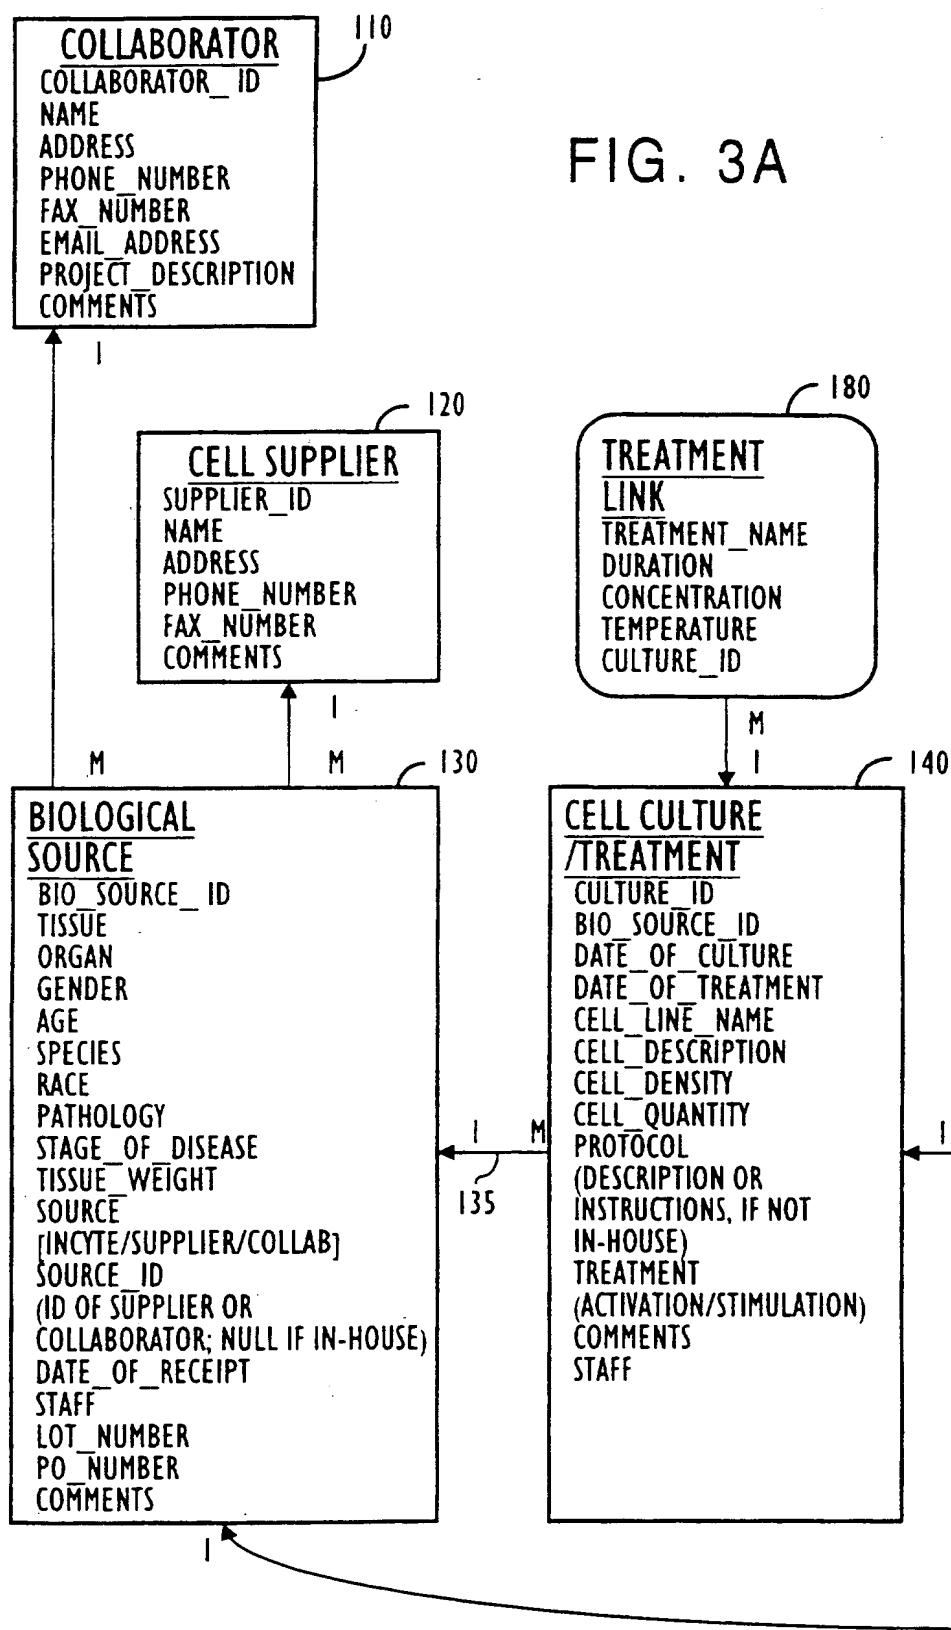 110
COLLABORATOR
COLLABORATOR_ID
NAME
ADDRESS
PHONE_NUMBER
FAX_NUMBER
EMAIL_ADDRESS
PROJECT_DESCRIPTION
COMMENTS
FIG. 3A
1
120
CELL SUPPLIER
SUPPLIER_ID
NAME
ADDRESS
PHONE_NUMBER
FAX_NUMBER
COMMENTS
1
180
TREATMENT
LINK
TREATMENT_NAME
DURATION
CONCENTRATION
TEMPERATURE
CULTURE_ID
M
1
M
M
130
BIOLOGICAL
SOURCE
BIO_SOURCE_ID
TISSUE
ORGAN
GENDER
AGE
SPECIES
RACE
PATHOLOGY
STAGE_OF_DISEASE
TISSUE_WEIGHT
SOURCE
[INCYTE/SUPPLIER/COLLAB]
SOURCE_ID
(ID OF SUPPLIER OR
COLLABORATOR; NULL IF IN-HOUSE)
DATE_OF_RECEIPT
STAFF
LOT_NUMBER
PO_NUMBER
COMMENTS
1
1 M
135
140
CELL CULTURE
/TREATMENT
CULTURE_ID
BIO_SOURCE_ID
DATE_OF_CULTURE
DATE_OF_TREATMENT
CELL_LINE_NAME
CELL_DESCRIPTION
CELL_DENSITY
CELL_QUANTITY
PROTOCOL
(DESCRIPTION OR
INSTRUCTIONS, IF NOT
IN-HOUSE)
TREATMENT
(ACTIVATION/STIMULATION)
COMMENTS
STAFF
1